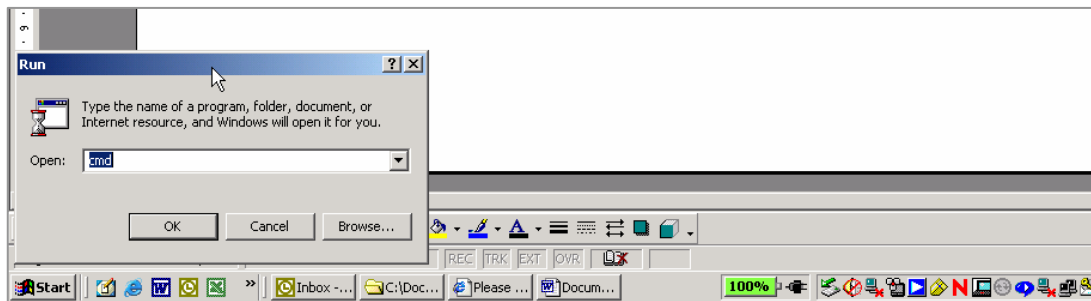 6
Run
Type the name of a program, folder, document, or
Internet resource, and Windows will open it for you.
Open: cmd
OK Cancel Browse...
REC TRK EXT OVR
Start Inbox -... C:\Doc... Please ... Docum... 100%